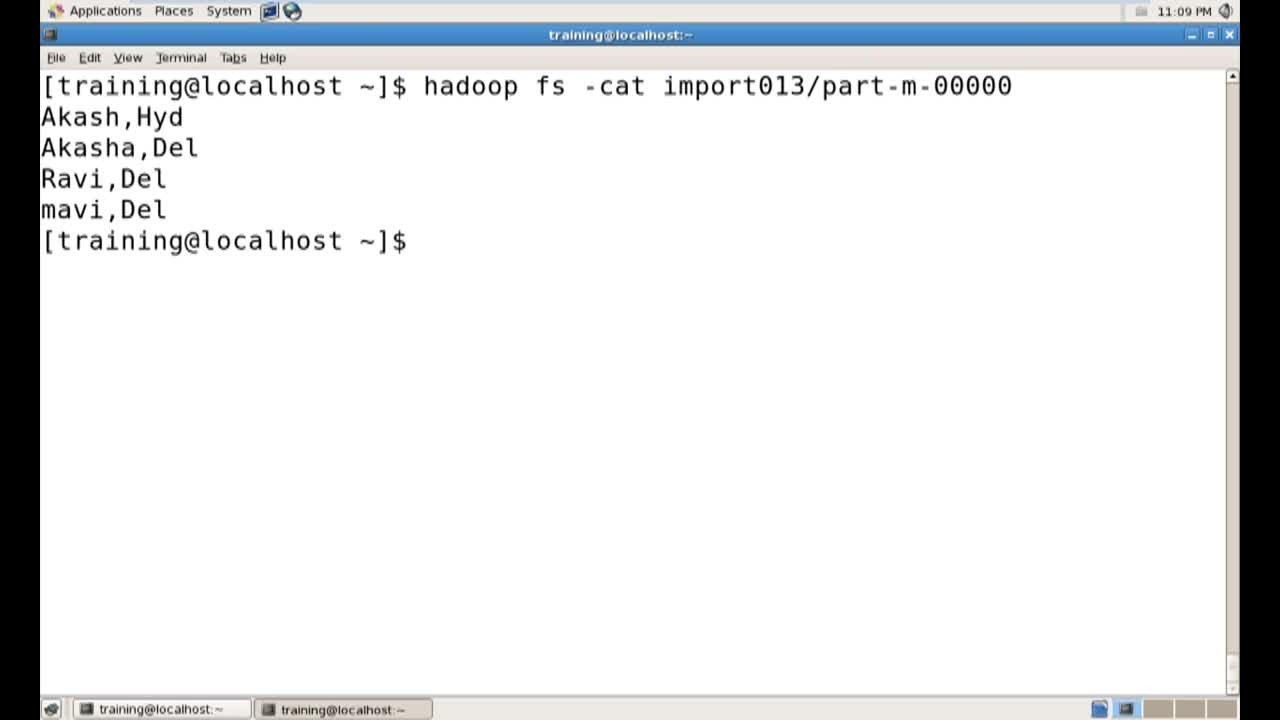 Applications Places System 11:09 PM
training@localhost:~
File Edit View Terminal Tabs Help
[training@localhost ~]$ hadoop fs -cat import013/part-m-00000
Akash,Hyd
Akasha,Del
Ravi,Del
mavi,Del
[training@localhost ~]$
training@localhost:~ training@localhost:~